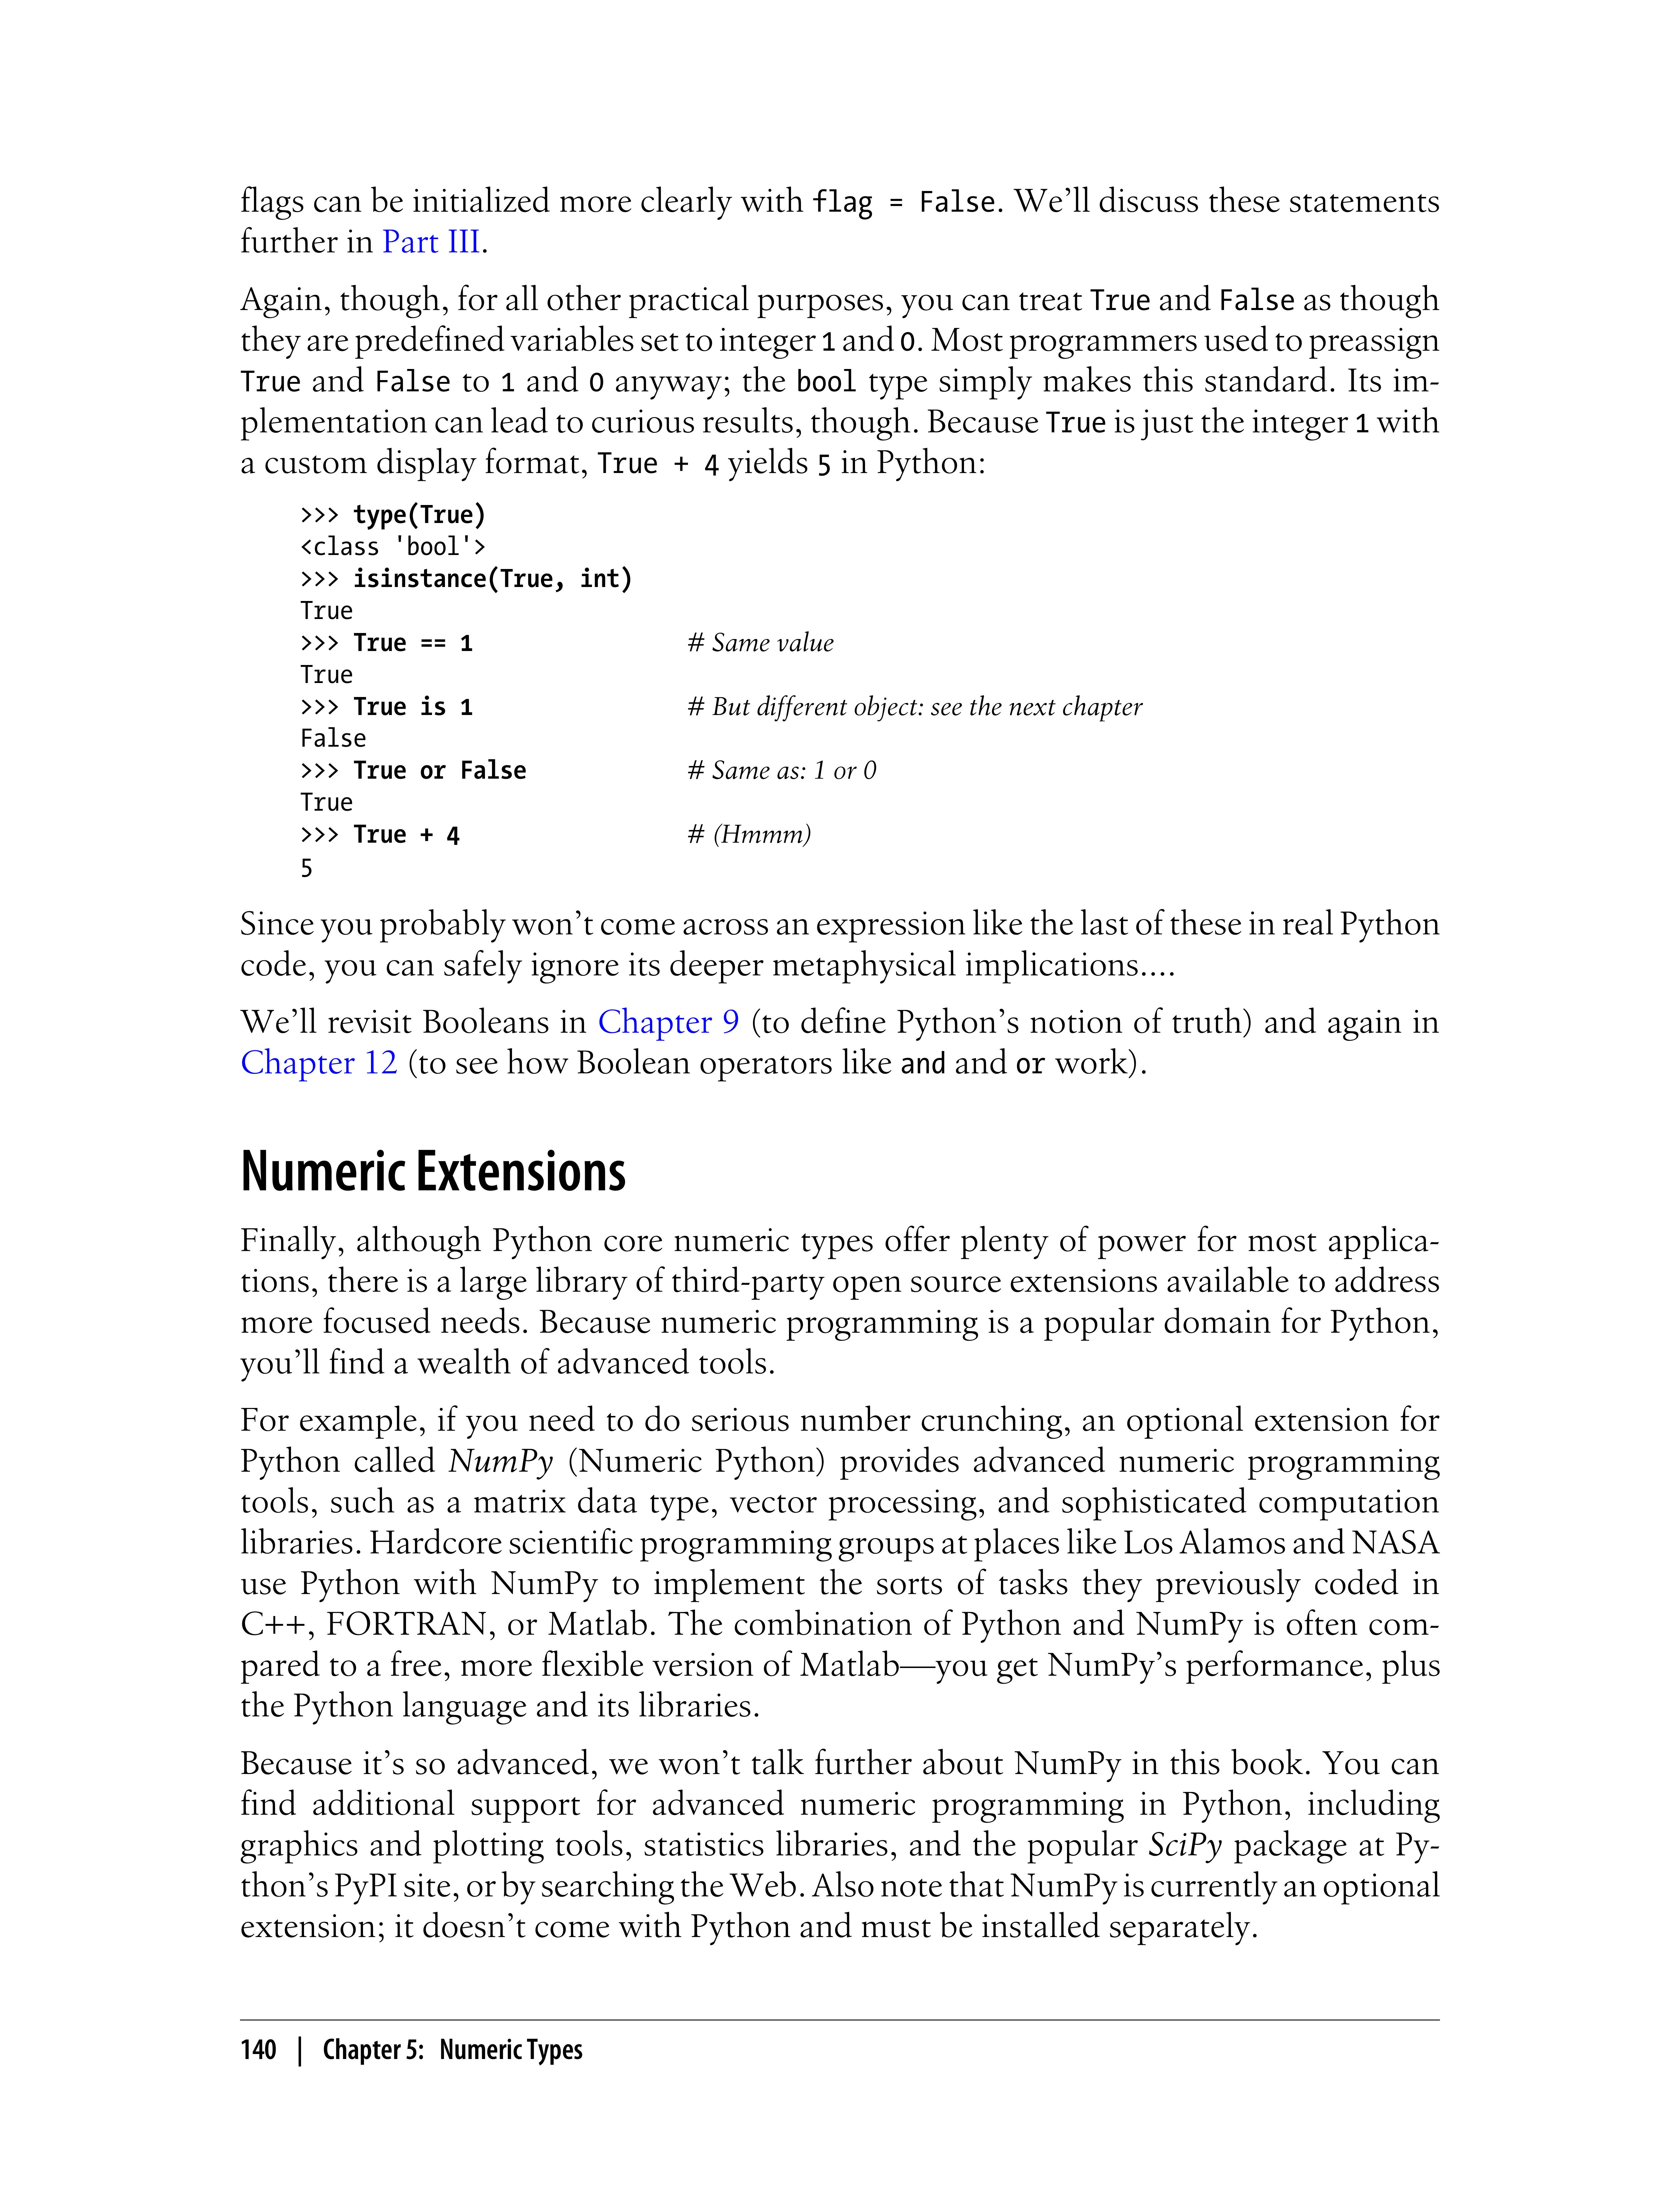 flags can be initialized more clearly with flag = False. We’ll discuss these statements
further in Part III.
Again, though, for all other practical purposes, you can treat True and False as though
they are predefined variables set to integer 1 and 0. Most programmers used to preassign
True and False to 1 and 0 anyway; the bool type simply makes this standard. Its im-
plementation can lead to curious results, though. Because True is just the integer 1 with
a custom display format, True + 4 yields 5 in Python:
>>> type(True)
<class 'bool'>
>>> isinstance(True, int)
True
>>> True == 1 # Same value
True
>>> True is 1 # But different object: see the next chapter
False
>>> True or False # Same as: 1 or 0
True
>>> True + 4 # (Hmmm)
5
Since you probably won’t come across an expression like the last of these in real Python
code, you can safely ignore its deeper metaphysical implications....
We’ll revisit Booleans in Chapter 9 (to define Python’s notion of truth) and again in
Chapter 12 (to see how Boolean operators like and and or work).
Numeric Extensions
Finally, although Python core numeric types offer plenty of power for most applica-
tions, there is a large library of third-party open source extensions available to address
more focused needs. Because numeric programming is a popular domain for Python,
you’ll find a wealth of advanced tools.
For example, if you need to do serious number crunching, an optional extension for
Python called NumPy (Numeric Python) provides advanced numeric programming
tools, such as a matrix data type, vector processing, and sophisticated computation
libraries. Hardcore scientific programming groups at places like Los Alamos and NASA
use Python with NumPy to implement the sorts of tasks they previously coded in
C++, FORTRAN, or Matlab. The combination of Python and NumPy is often com-
pared to a free, more flexible version of Matlab—you get NumPy’s performance, plus
the Python language and its libraries.
Because it’s so advanced, we won’t talk further about NumPy in this book. You can
find additional support for advanced numeric programming in Python, including
graphics and plotting tools, statistics libraries, and the popular SciPy package at Py-
thon’s PyPI site, or by searching the Web. Also note that NumPy is currently an optional
extension; it doesn’t come with Python and must be installed separately.
140 | Chapter 5: Numeric Types